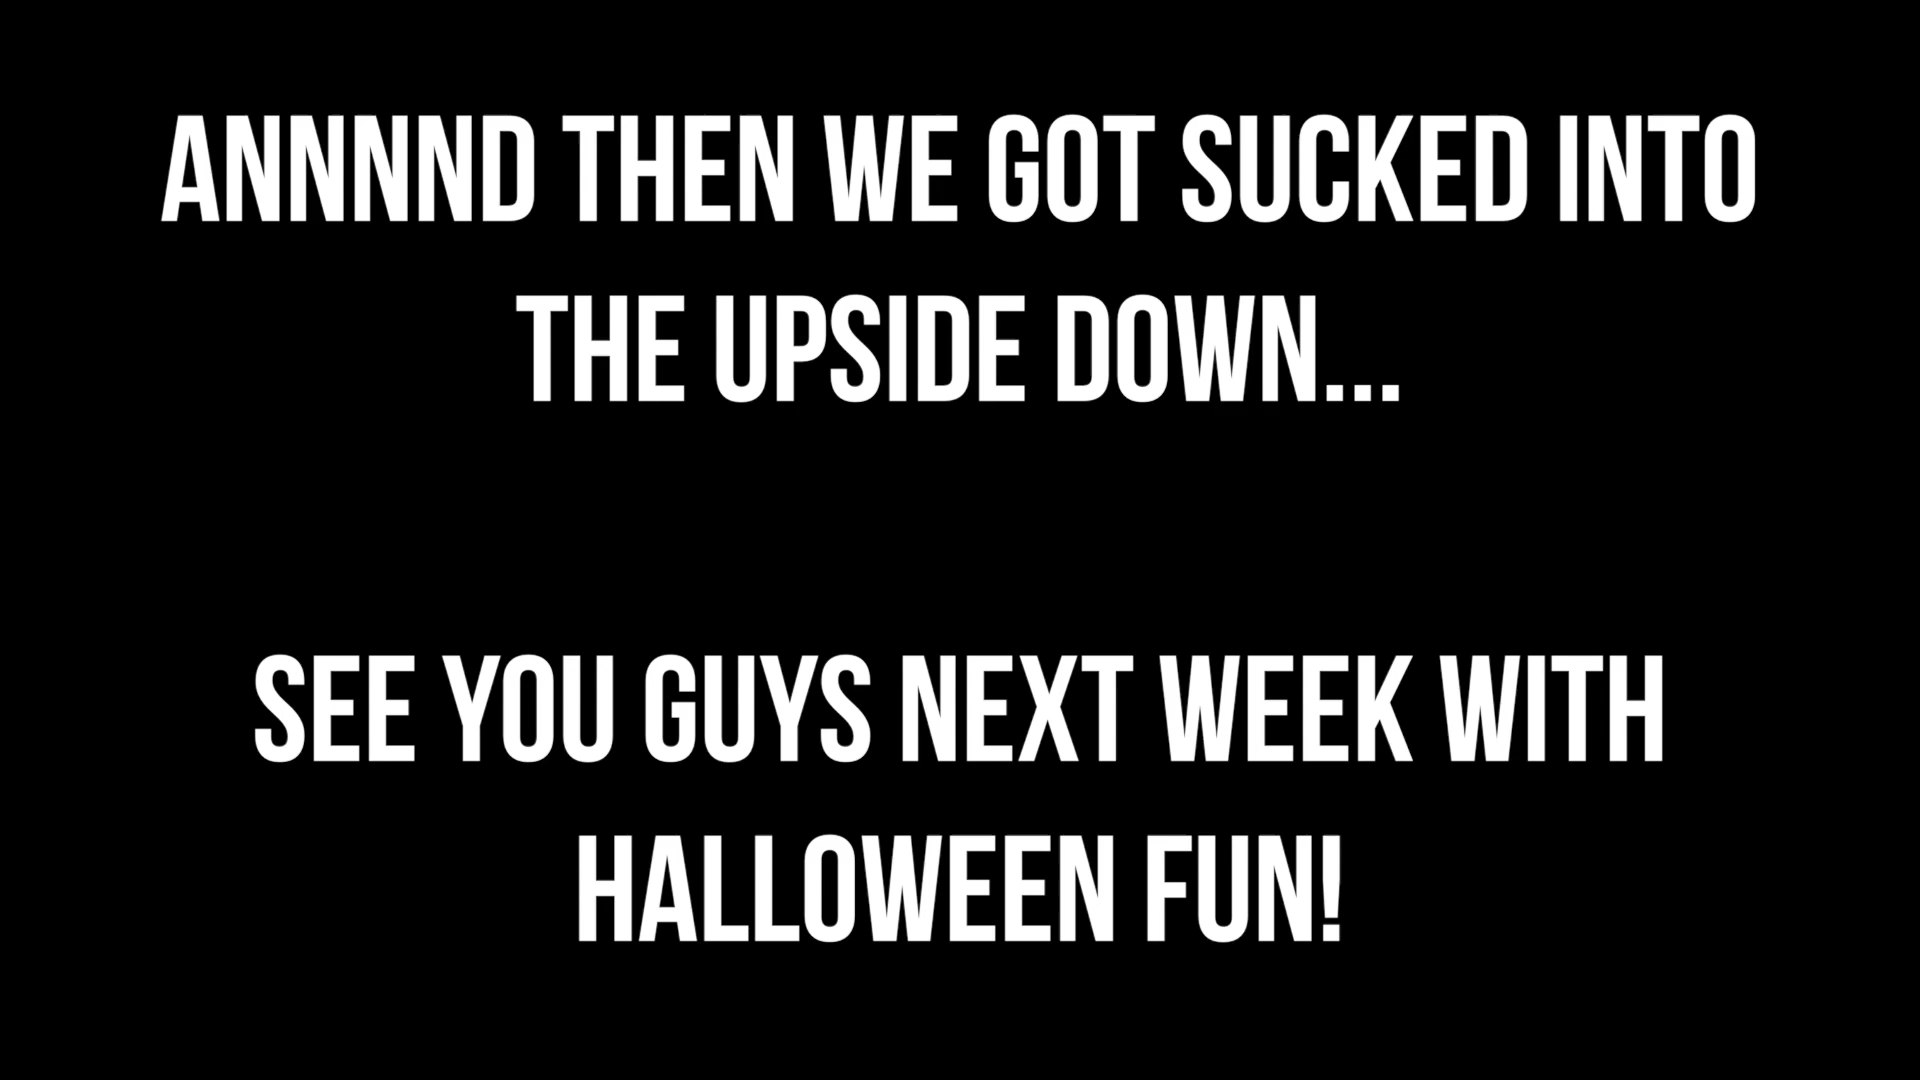 ANNNND THEN WE GOT SUCKED INTO
THE UPSIDE DOWN...
SEE YOU GUYS NEXT WEEK WITH
HALLOWEEN FUN!